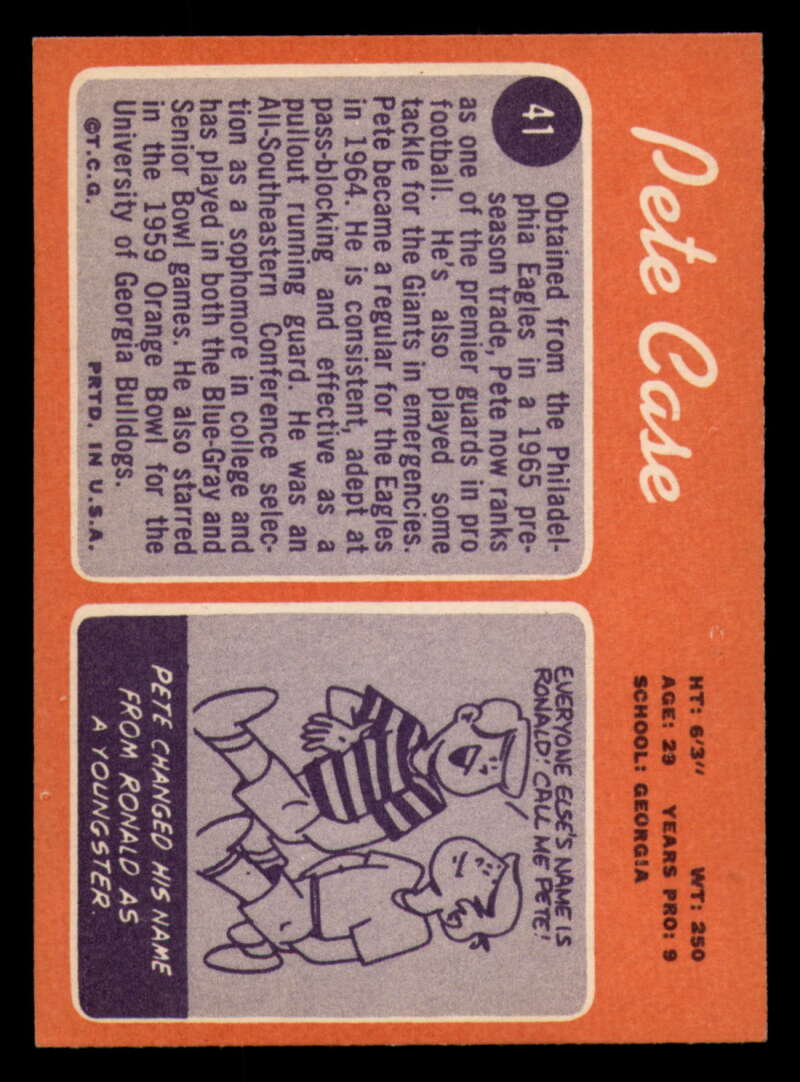 Pete Case
HT: 6'3" WT: 250
AGE: 29 YEARS PRO: 9
SCHOOL: GEORGIA
41
Obtained from the Philadel-
phia Eagles in a 1965 pre-
season trade, Pete now ranks
as one of the premier guards in pro
football. He's also played some
tackle for the Giants in emergencies.
Pete became a regular for the Eagles
in 1964. He is consistent, adept at
pass-blocking and effective as a
pullout running guard. He was an
All-Southeastern Conference selec-
tion as a sophomore in college and
has played in both the Blue-Gray and
Senior Bowl games. He also starred
in the 1959 Orange Bowl for the
University of Georgia Bulldogs.
©T.C.G. PRTD. IN U.S.A.
EVERYONE ELSE'S NAME IS
RONALD! CALL ME PETE!
PETE CHANGED HIS NAME
FROM RONALD AS
A YOUNGSTER